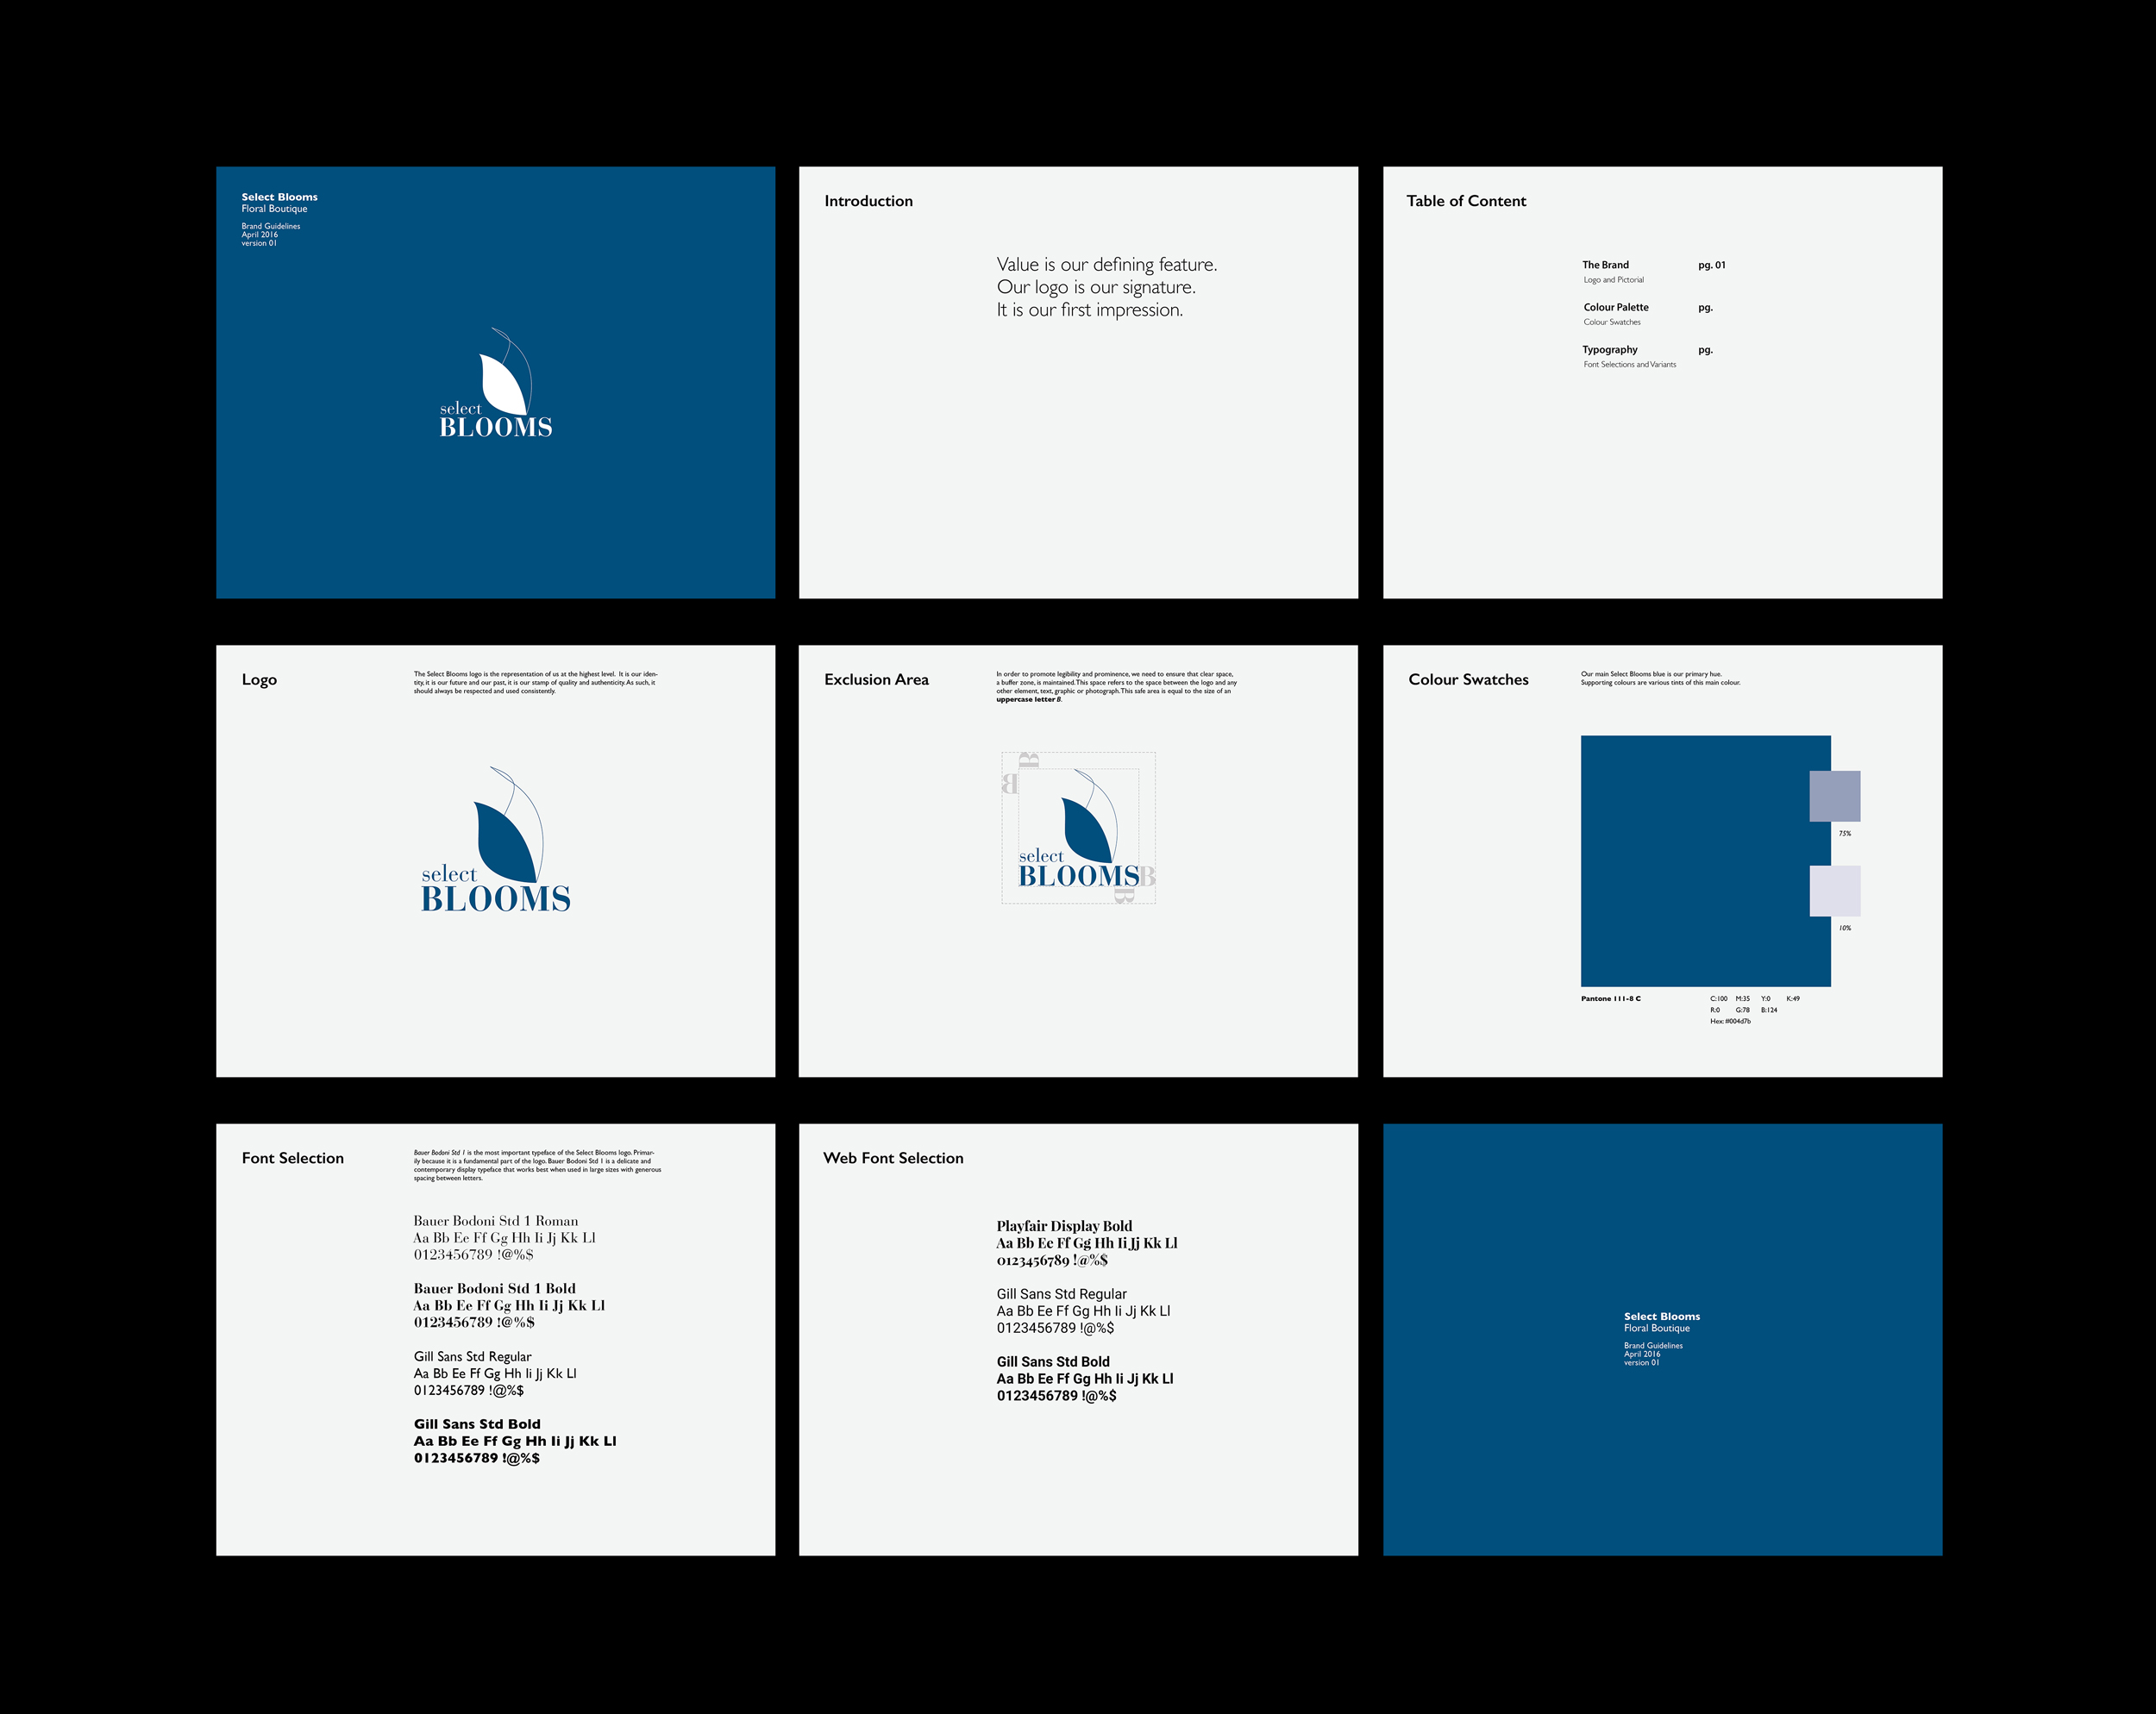 Select Blooms
Floral Boutique
Brand Guidelines
April 2016
version 01
select
BLOOMS
Introduction
Value is our defining feature.
Our logo is our signature.
It is our first impression.
Table of Content
The Brand pg. 01
Logo and Pictorial
Colour Palette pg.
Colour Swatches
Typography pg.
Font Selections and Variants
Logo
The Select Blooms logo is the representation of us at the highest level. It is our iden-
tity, it is our future and our past, it is our stamp of quality and authenticity. As such, it
should always be respected and used consistently.
select
BLOOMS
Exclusion Area
In order to promote legibility and prominence, we need to ensure that clear space,
a buffer zone, is maintained. This space refers to the space between the logo and any
other element, text, graphic or photograph. This safe area is equal to the size of an
uppercase letter B.
B
B
select
BLOOMS B
B
Colour Swatches
Our main Select Blooms blue is our primary hue.
Supporting colours are various tints of this main colour.
75%
10%
Pantone 111-8 C
C:100 M:35 Y:0 K:49
R:0 G:78 B:124
Hex: #004d7b
Font Selection
Bauer Bodoni Std 1 is the most important typeface of the Select Blooms logo. Primar-
ily because it is a fundamental part of the logo. Bauer Bodoni Std 1 is a delicate and
contemporary display typeface that works best when used in large sizes with generous
spacing between letters.
Bauer Bodoni Std 1 Roman
Aa Bb Ee Ff Gg Hh Ii Jj Kk Ll
0123456789 !@%$
Bauer Bodoni Std 1 Bold
Aa Bb Ee Ff Gg Hh Ii Jj Kk Ll
0123456789 !@%$
Gill Sans Std Regular
Aa Bb Ee Ff Gg Hh Ii Jj Kk Ll
0123456789 !@%$
Gill Sans Std Bold
Aa Bb Ee Ff Gg Hh Ii Jj Kk Ll
0123456789 !@%$
Web Font Selection
Playfair Display Bold
Aa Bb Ee Ff Gg Hh Ii Jj Kk Ll
0123456789 !@%$
Gill Sans Std Regular
Aa Bb Ee Ff Gg Hh Ii Jj Kk Ll
0123456789 !@%$
Gill Sans Std Bold
Aa Bb Ee Ff Gg Hh Ii Jj Kk Ll
0123456789 !@%$
Select Blooms
Floral Boutique
Brand Guidelines
April 2016
version 01